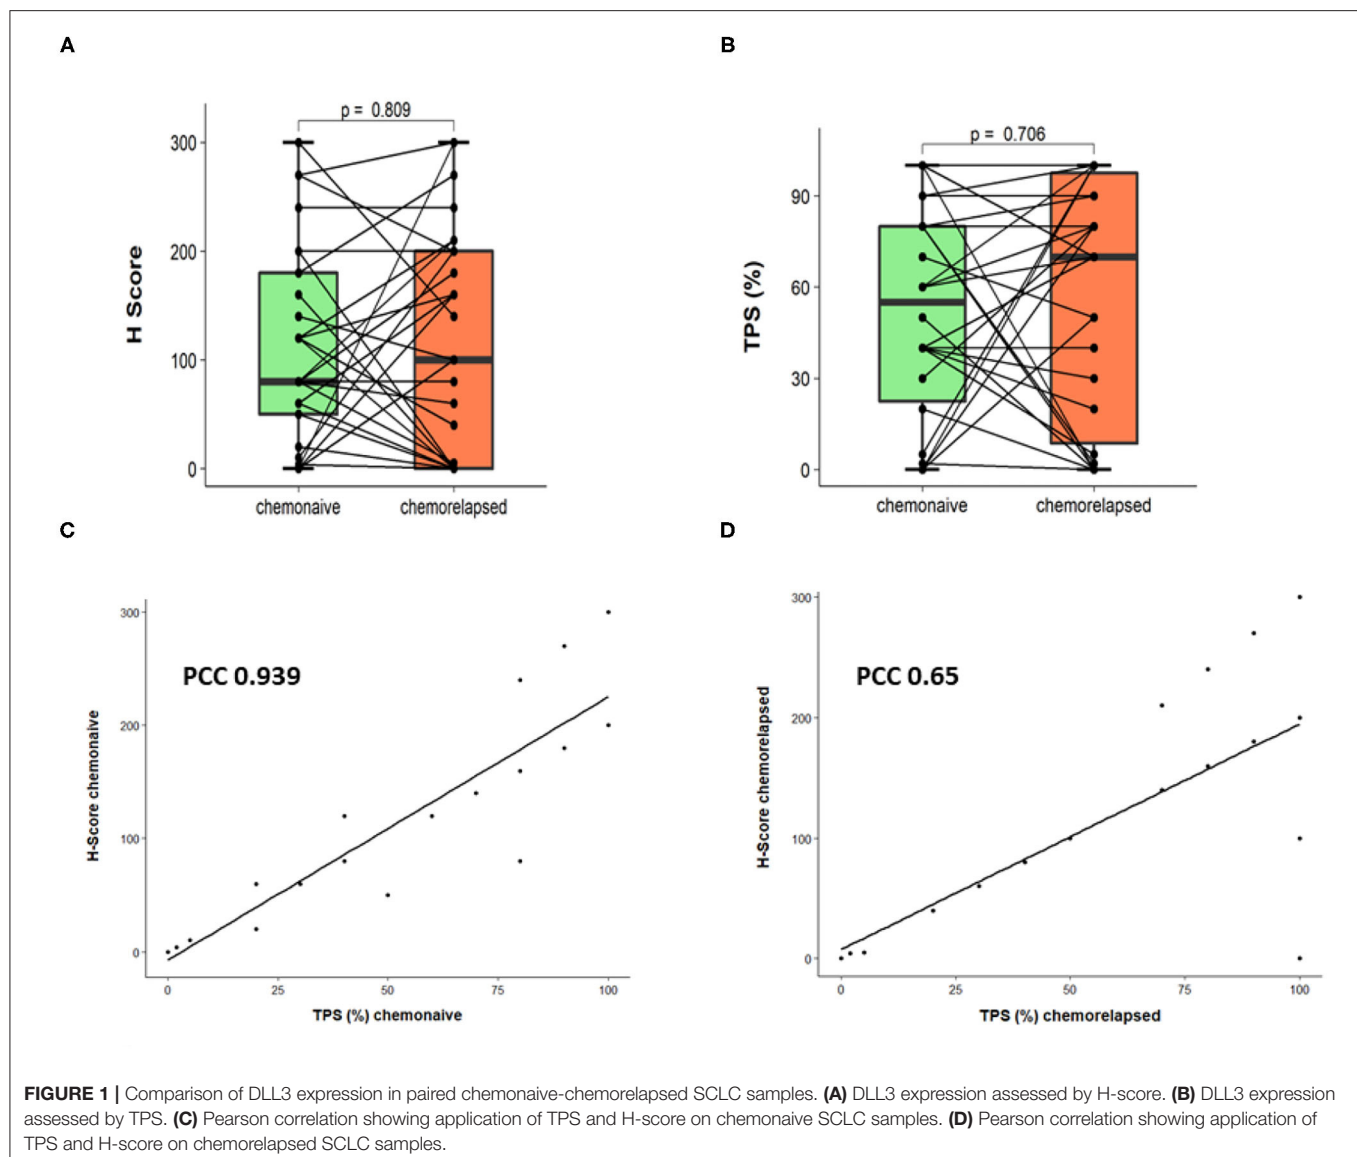 A
B
p = 0.809
p = 0.706
300
200
100
0
H Score
chemonaive
chemorelapsed
90
60
30
0
TPS (%)
chemonaive
chemorelapsed
C
D
PCC 0.939
300
200
100
0
H-Score chemonaive
0
25
50
75
100
TPS (%) chemonaive
PCC 0.65
300
200
100
0
H-Score chemorelapsed
0
25
50
75
100
TPS (%) chemorelapsed
FIGURE 1 | Comparison of DLL3 expression in paired chemonaive-chemorelapsed SCLC samples. (A) DLL3 expression assessed by H-score. (B) DLL3 expression
assessed by TPS. (C) Pearson correlation showing application of TPS and H-score on chemonaive SCLC samples. (D) Pearson correlation showing application of
TPS and H-score on chemorelapsed SCLC samples.